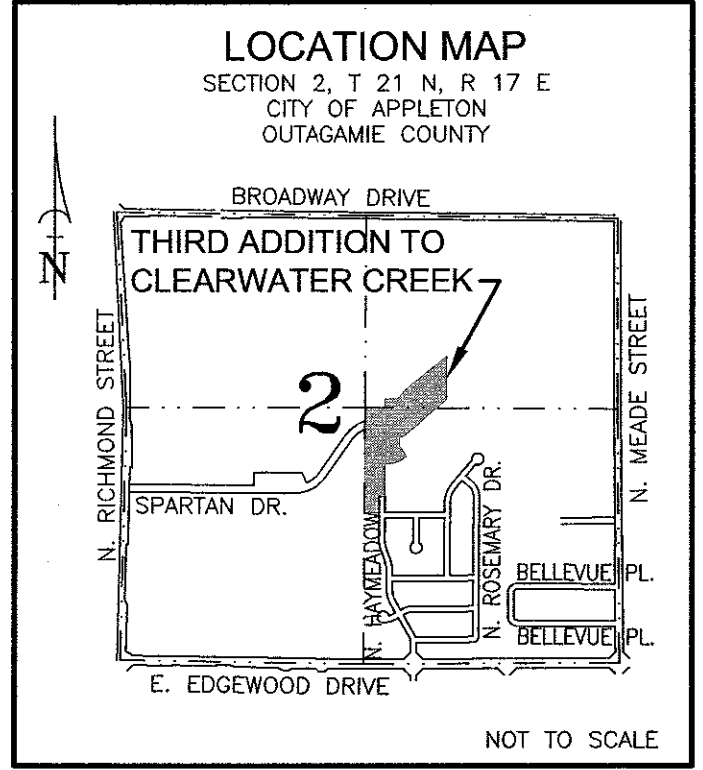 LOCATION MAP
SECTION 2, T 21 N, R 17 E
CITY OF APPLETON
OUTAGAMIE COUNTY
BROADWAY DRIVE
THIRD ADDITION TO
CLEARWATER CREEK
N
N. RICHMOND STREET
2
N. MEADE STREET
SPARTAN DR.
N. HAYMEADOW
N. ROSEMARY DR.
BELLEVUE PL.
BELLEVUE PL.
E. EDGEWOOD DRIVE
NOT TO SCALE